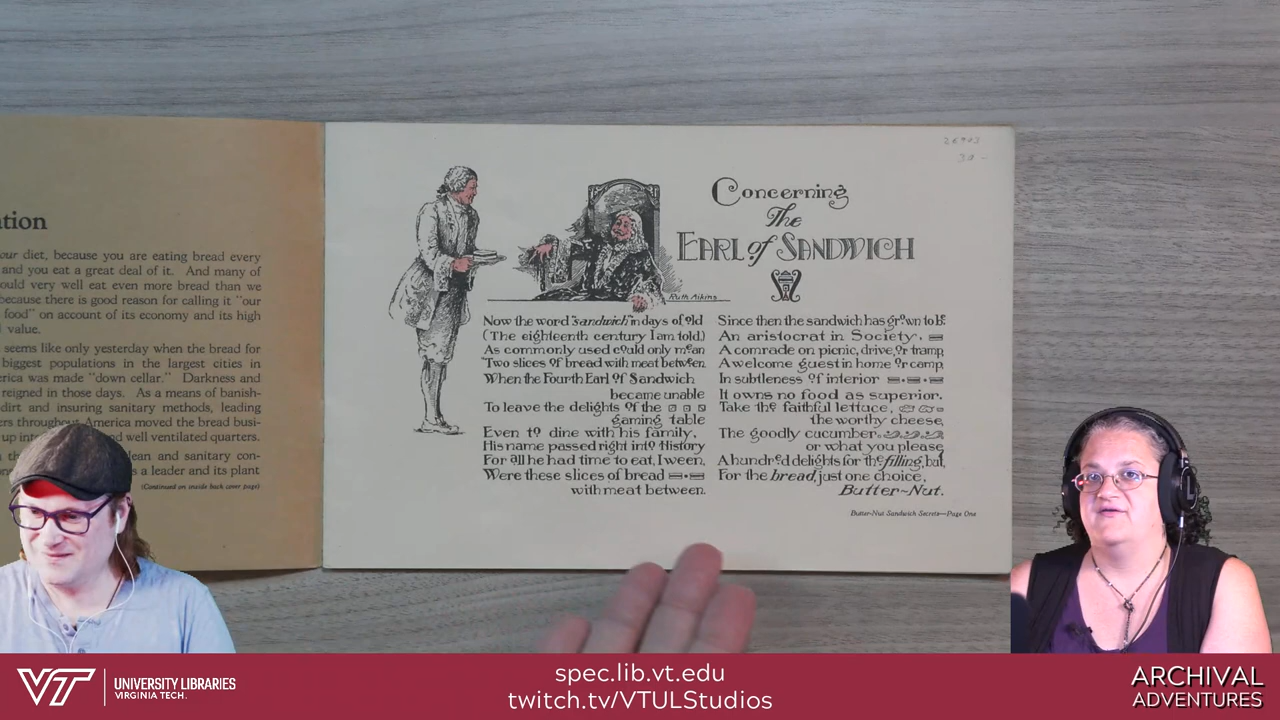 ation
our diet, because you are eating bread every
and you eat a great deal of it. And many of
ould very well eat even more bread than we
because there is good reason for calling it "our
food" on account of its economy and its high
value.
seems like only yesterday when the bread for
biggest populations in the largest cities in
erica was made "down cellar." Darkness and
reigned in those days. As a means of banish-
dirt and insuring sanitary methods, leading
ers throughout America moved the bread busi-
up into and well ventilated quarters.
lean and sanitary con-
s a leader and its plant
(Continued on inside back cover page)
26903
30 -
Concerning
The
EARL of SANDWICH
Ruth Aikins
Now the word "sandwich" in days of old
(The eighteenth century I am told)
As commonly used could only mean
Two slices of bread with meat between.
When the Fourth Earl of Sandwich
became unable
To leave the delights of the
gaming table
Even to dine with his family,
His name passed right into History
For all he had time to eat, I ween,
Were these slices of bread
with meat between.
Since then the sandwich has grown to be
An aristocrat in Society.
A comrade on picnic, drive, or tramp
A welcome guest in home or camp,
In subtleness of interior
It owns no food as superior.
Take the faithful lettuce,
the worthy cheese,
The goodly cucumber
or what you please
A hundred delights for the filling, but,
For the bread, just one choice,
Butter-Nut.
Butter-Nut Sandwich Secrets—Page One
VT UNIVERSITY LIBRARIES
VIRGINIA TECH.
spec.lib.vt.edu
twitch.tv/VTULStudios
ARCHIVAL
ADVENTURES